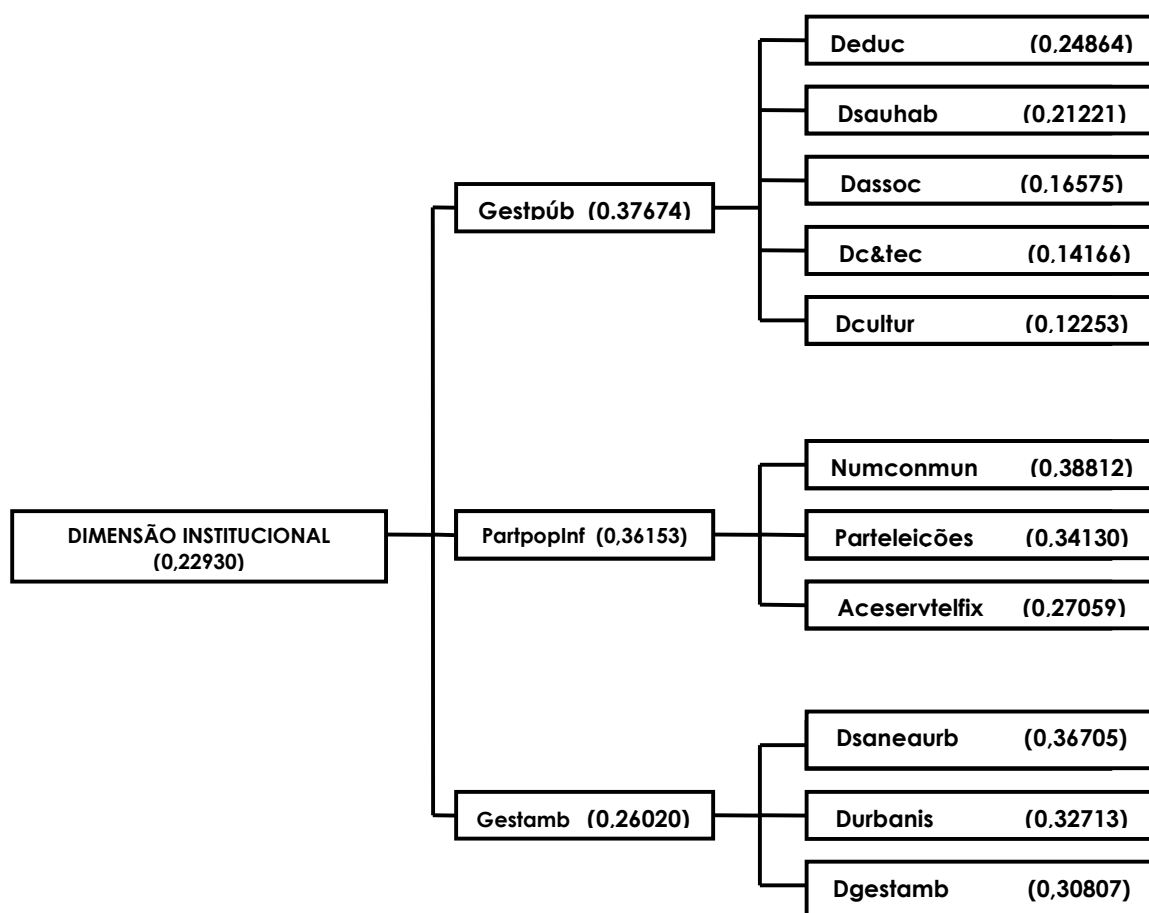 Deduc (0,24864)
Dsauhab (0,21221)
Dassoc (0,16575)
Gestpúb (0,37674)
Dc&tec (0,14166)
Dcultur (0,12253)
Numconmun (0,38812)
DIMENSÃO INSTITUCIONAL
(0,22930)
PartpopInf (0,36153)
Parteleicões (0,34130)
Aceservtelfix (0,27059)
Dsaneaurb (0,36705)
Gestamb (0,26020)
Durbanis (0,32713)
Dgestamb (0,30807)